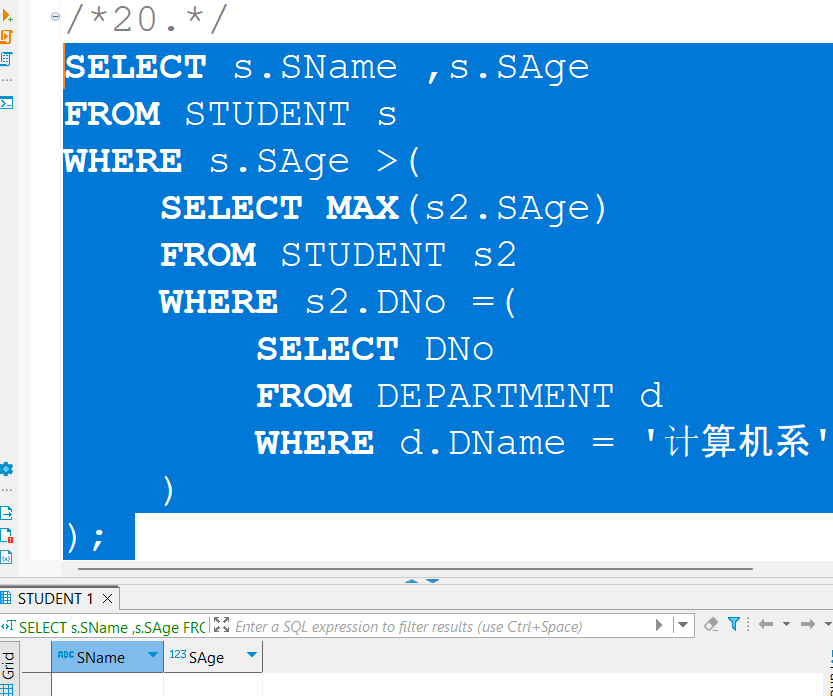 /*20.*/
SELECT s.SName ,s.SAge
FROM STUDENT s
WHERE s.SAge >(
SELECT MAX(s2.SAge)
FROM STUDENT s2
WHERE s2.DNo =(
SELECT DNo
FROM DEPARTMENT d
WHERE d.DName = '计算机系'
)
);
STUDENT 1
SELECT s.SName ,s.SAge FRO
Enter a SQL expression to filter results (use Ctrl+Space)
Grid
ABC SName
123 SAge